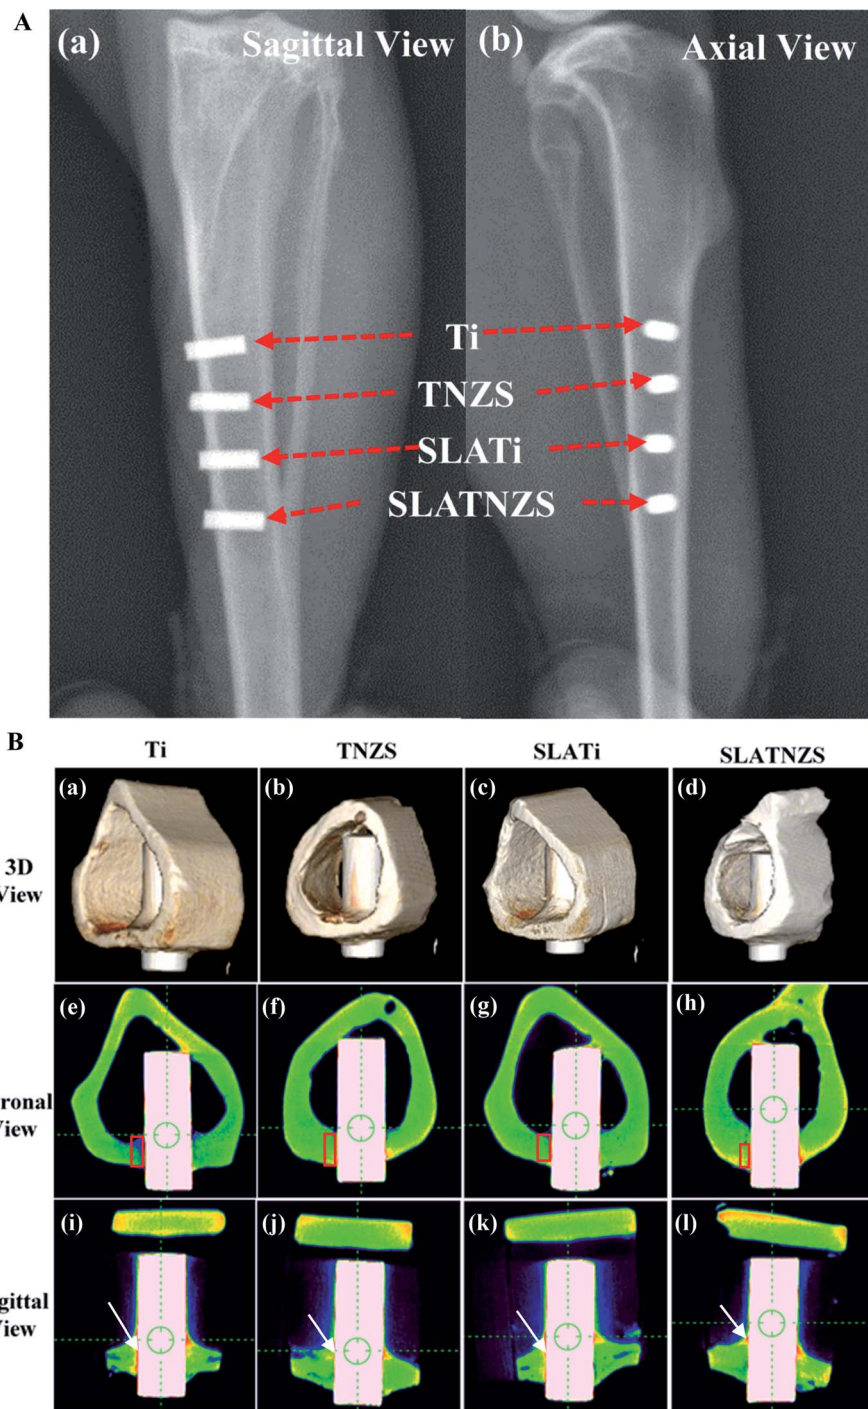 A
(a) Sagittal View
(b) Axial View
Ti
TNZS
SLATi
SLATNZS
B
Ti TNZS SLATi SLATNZS
(a) (b) (c) (d)
3D
View
(e) (f) (g) (h)
ronal
View
(i) (j) (k) (l)
gittal
View